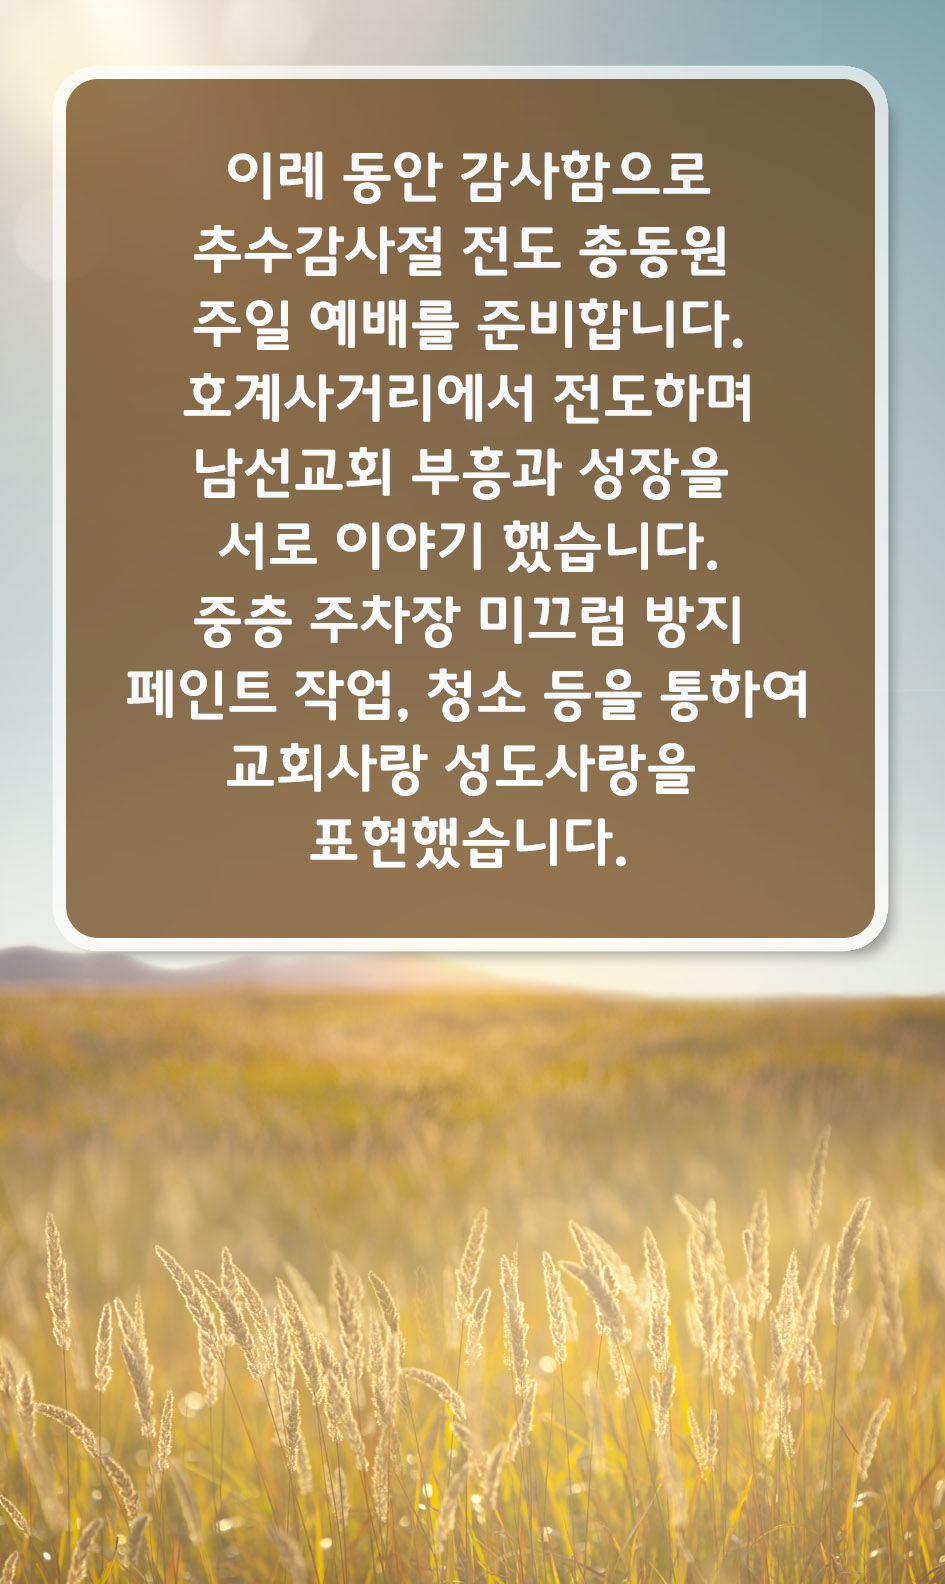 이레 동안 감사함으로
추수감사절 전도 총동원
주일 예배를 준비합니다.
호계사거리에서 전도하며
남선교회 부흥과 성장을
서로 이야기 했습니다.
중층 주차장 미끄럼 방지
페인트 작업, 청소 등을 통하여
교회사랑 성도사랑을
표현했습니다.